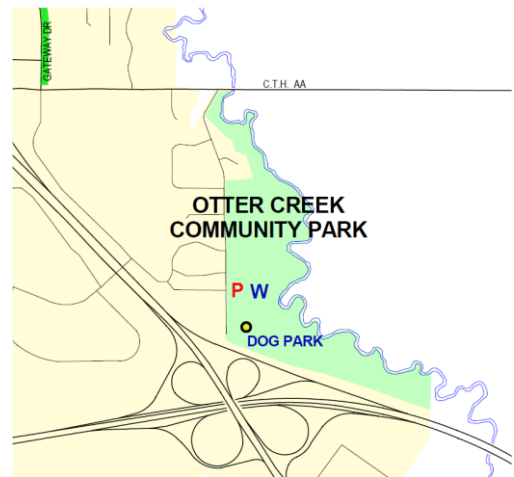 GATEWAY DR
C.T.H. AA
OTTER CREEK
COMMUNITY PARK
P W
DOG PARK